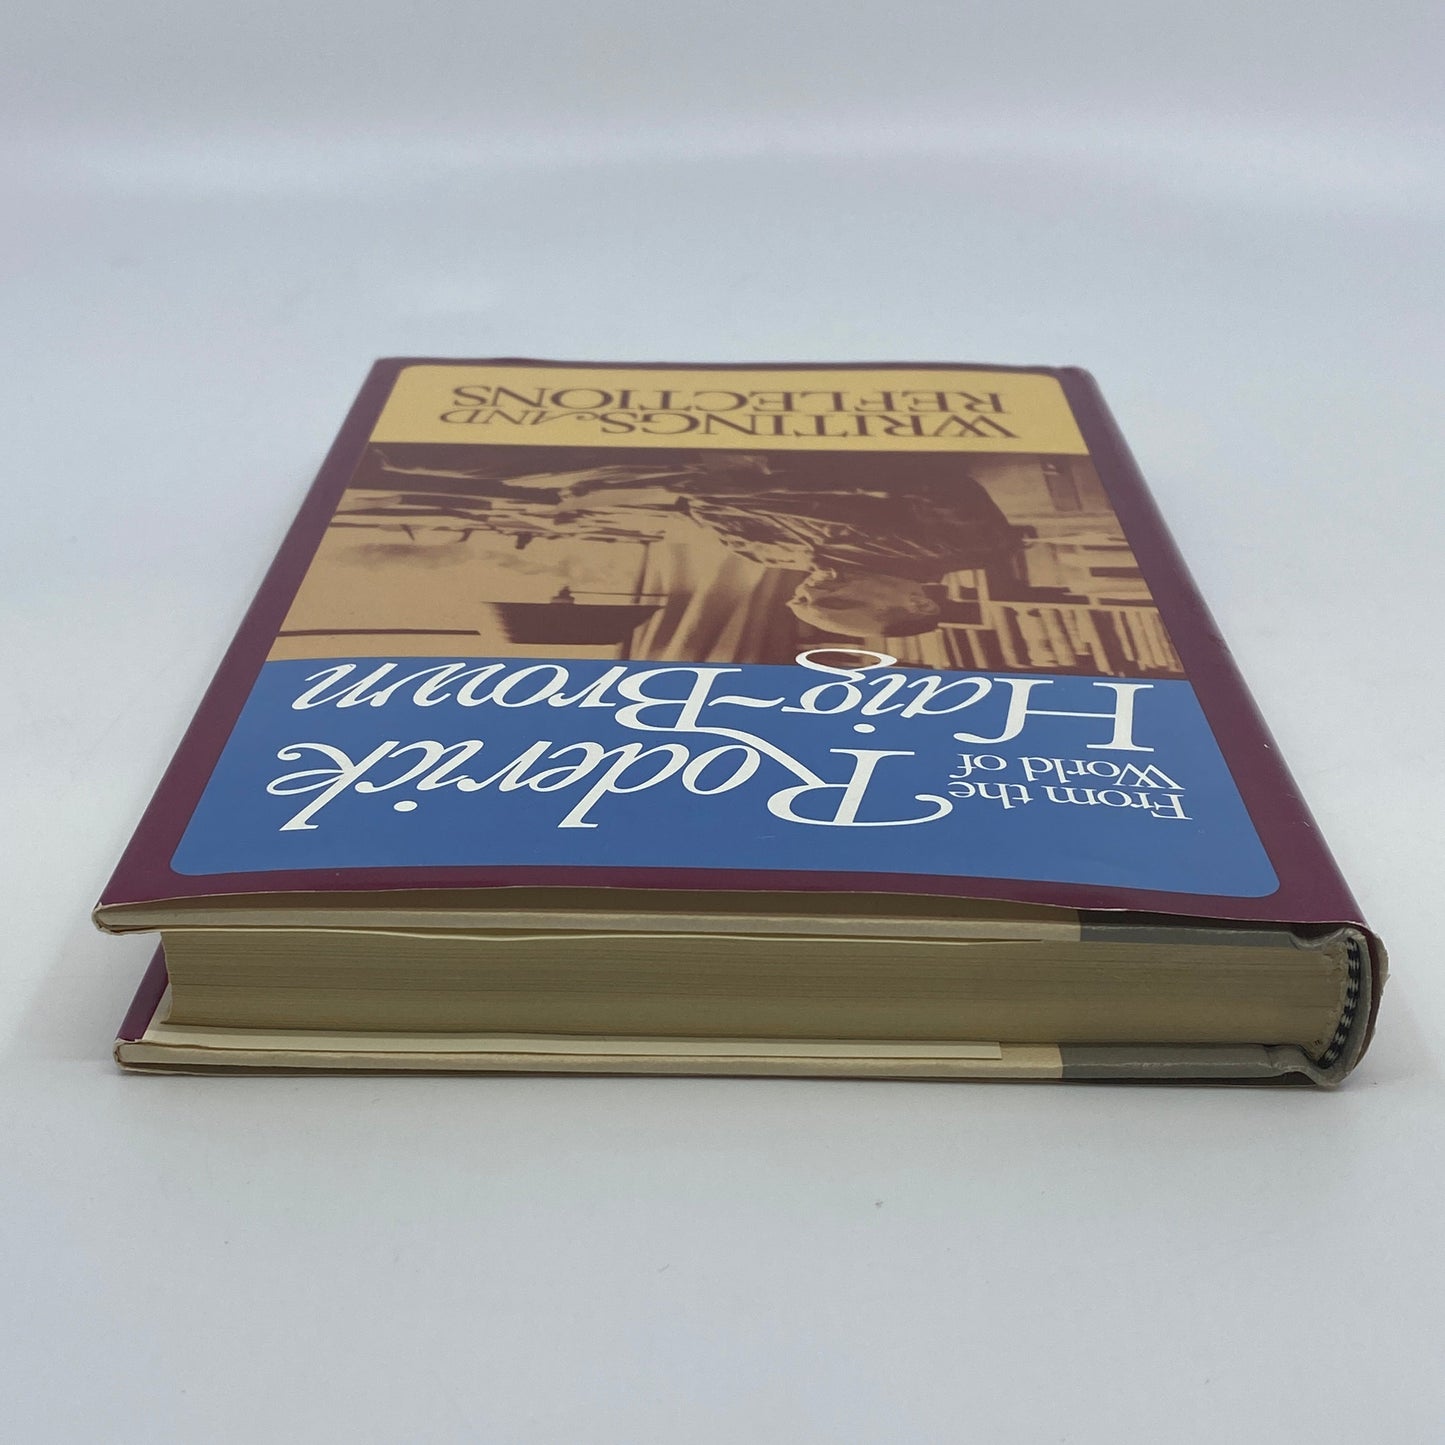 From the
World of
Roderick
Haig-Brown
WRITINGS AND
REFLECTIONS